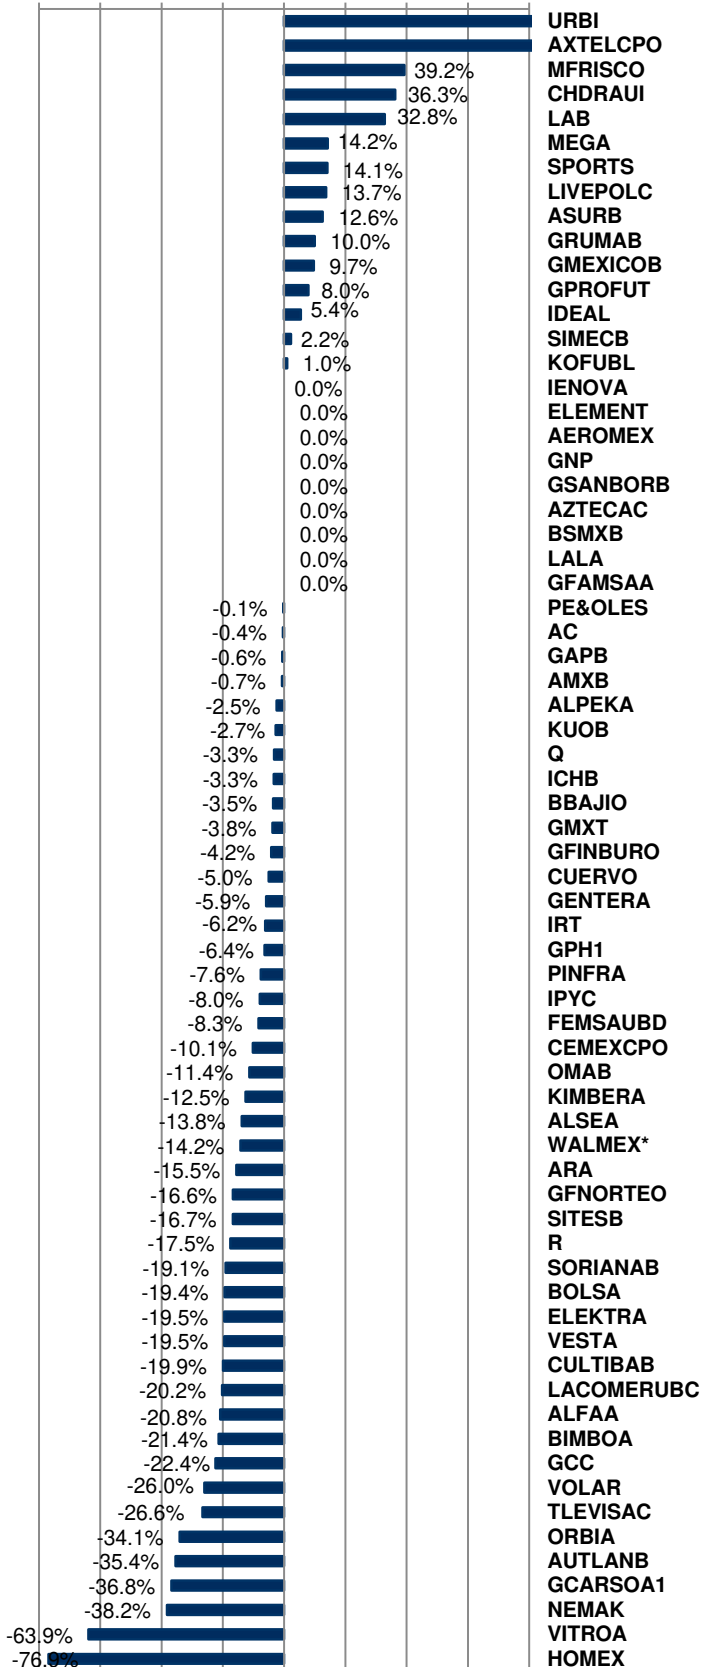 URBI
AXTELCPO
39.2% MFRISCO
36.3% CHDRAUI
32.8% LAB
14.2% MEGA
14.1% SPORTS
13.7% LIVEPOLC
12.6% ASURB
10.0% GRUMAB
9.7% GMEXICOB
8.0% GPROFUT
5.4% IDEAL
2.2% SIMECB
1.0% KOFUBL
0.0% IENOVA
0.0% ELEMENT
0.0% AEROMEX
0.0% GNP
0.0% GSANBORB
0.0% AZTECAC
0.0% BSMXB
0.0% LALA
0.0% GFAMSAA
-0.1% PE&OLES
-0.4% AC
-0.6% GAPB
-0.7% AMXB
-2.5% ALPEKA
-2.7% KUOB
-3.3% Q
-3.3% ICHB
-3.5% BBAJIO
-3.8% GMXT
-4.2% GFINBURO
-5.0% CUERVO
-5.9% GENTERA
-6.2% IRT
-6.4% GPH1
-7.6% PINFRA
-8.0% IPYC
-8.3% FEMSAUBD
-10.1% CEMEXCPO
-11.4% OMAB
-12.5% KIMBERA
-13.8% ALSEA
-14.2% WALMEX*
-15.5% ARA
-16.6% GFNORTEO
-16.7% SITESB
-17.5% R
-19.1% SORIANAB
-19.4% BOLSA
-19.5% ELEKTRA
-19.5% VESTA
-19.9% CULTIBAB
-20.2% LACOMERUBC
-20.8% ALFAA
-21.4% BIMBOA
-22.4% GCC
-26.0% VOLAR
-26.6% TLEVISAC
-34.1% ORBIA
-35.4% AUTLANB
-36.8% GCARSOA1
-38.2% NEMAK
-63.9% VITROA
-76.9% HOMEX